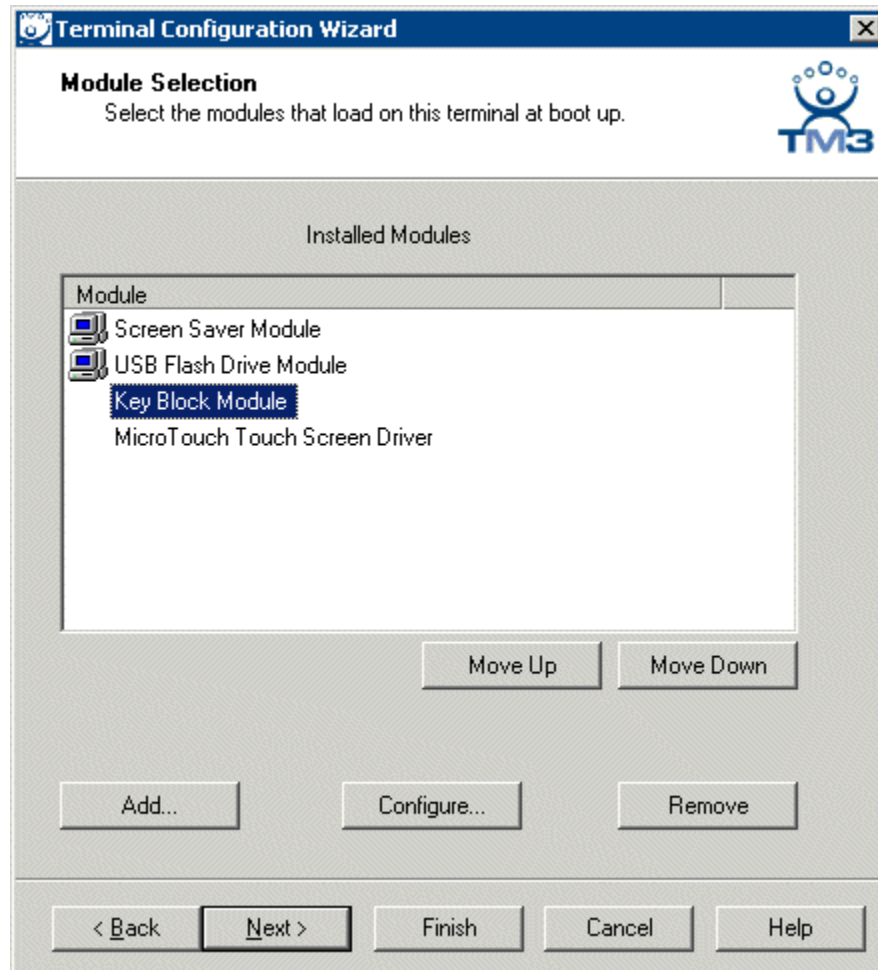 Terminal Configuration Wizard
Module Selection
Select the modules that load on this terminal at boot up.
TM3
Installed Modules
Module
Screen Saver Module
USB Flash Drive Module
Key Block Module
MicroTouch Touch Screen Driver
Move Up Move Down
Add... Configure... Remove
< Back Next > Finish Cancel Help